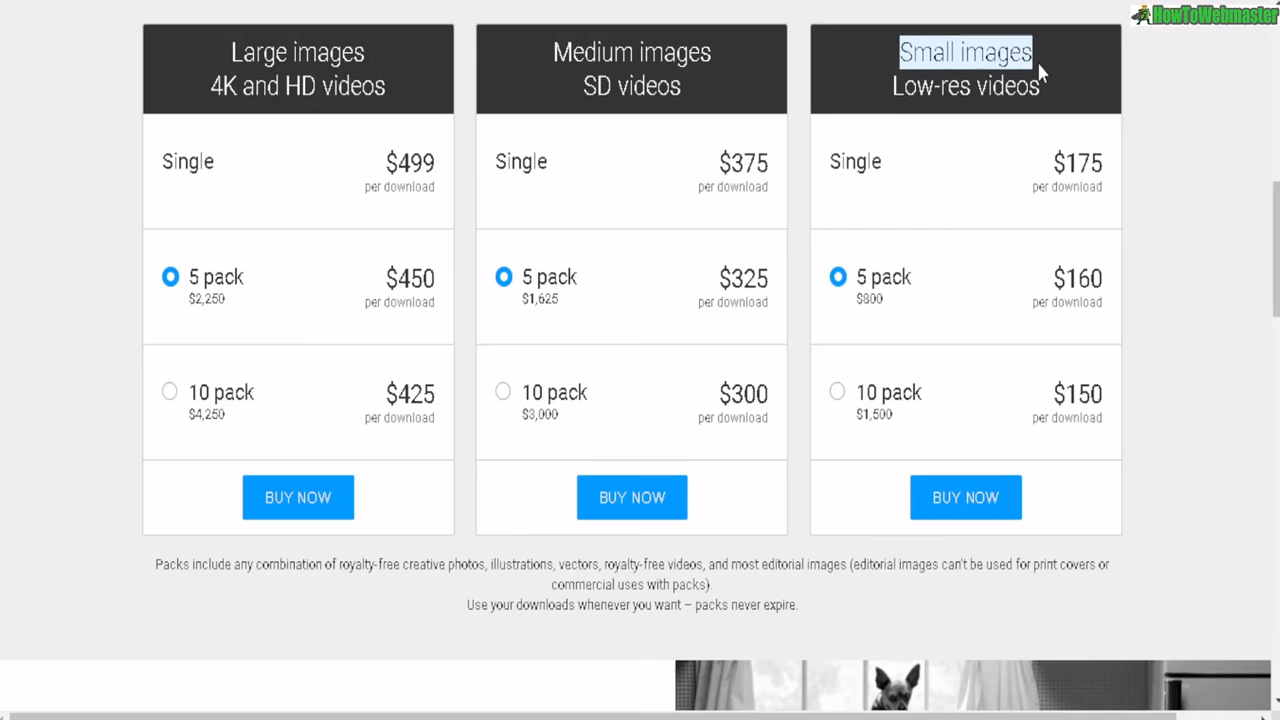 HowToWebmaster
Large images
4K and HD videos
Single $499
per download
5 pack $450
$2,250 per download
10 pack $425
$4,250 per download
BUY NOW
Medium images
SD videos
Single $375
per download
5 pack $325
$1,625 per download
10 pack $300
$3,000 per download
BUY NOW
Small images
Low-res videos
Single $175
per download
5 pack $160
$800 per download
10 pack $150
$1,500 per download
BUY NOW
Packs include any combination of royalty-free creative photos, illustrations, vectors, royalty-free videos, and most editorial images (editorial images can't be used for print covers or
commercial uses with packs).
Use your downloads whenever you want – packs never expire.